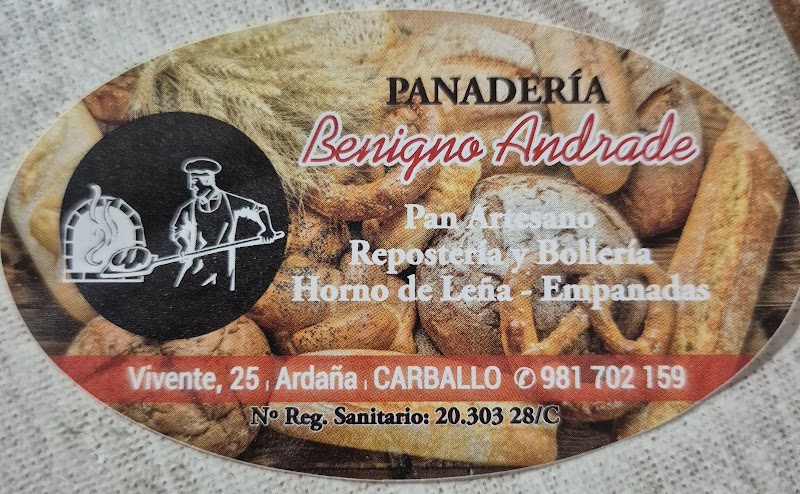 PANADERÍA
Benigno Andrade
Pan Artesano
Repostería y Bollería
Horno de Leña - Empanadas
Vivente, 25 | Ardaña | CARBALLO ✆ 981 702 159
Nº Reg. Sanitario: 20.303 28/C